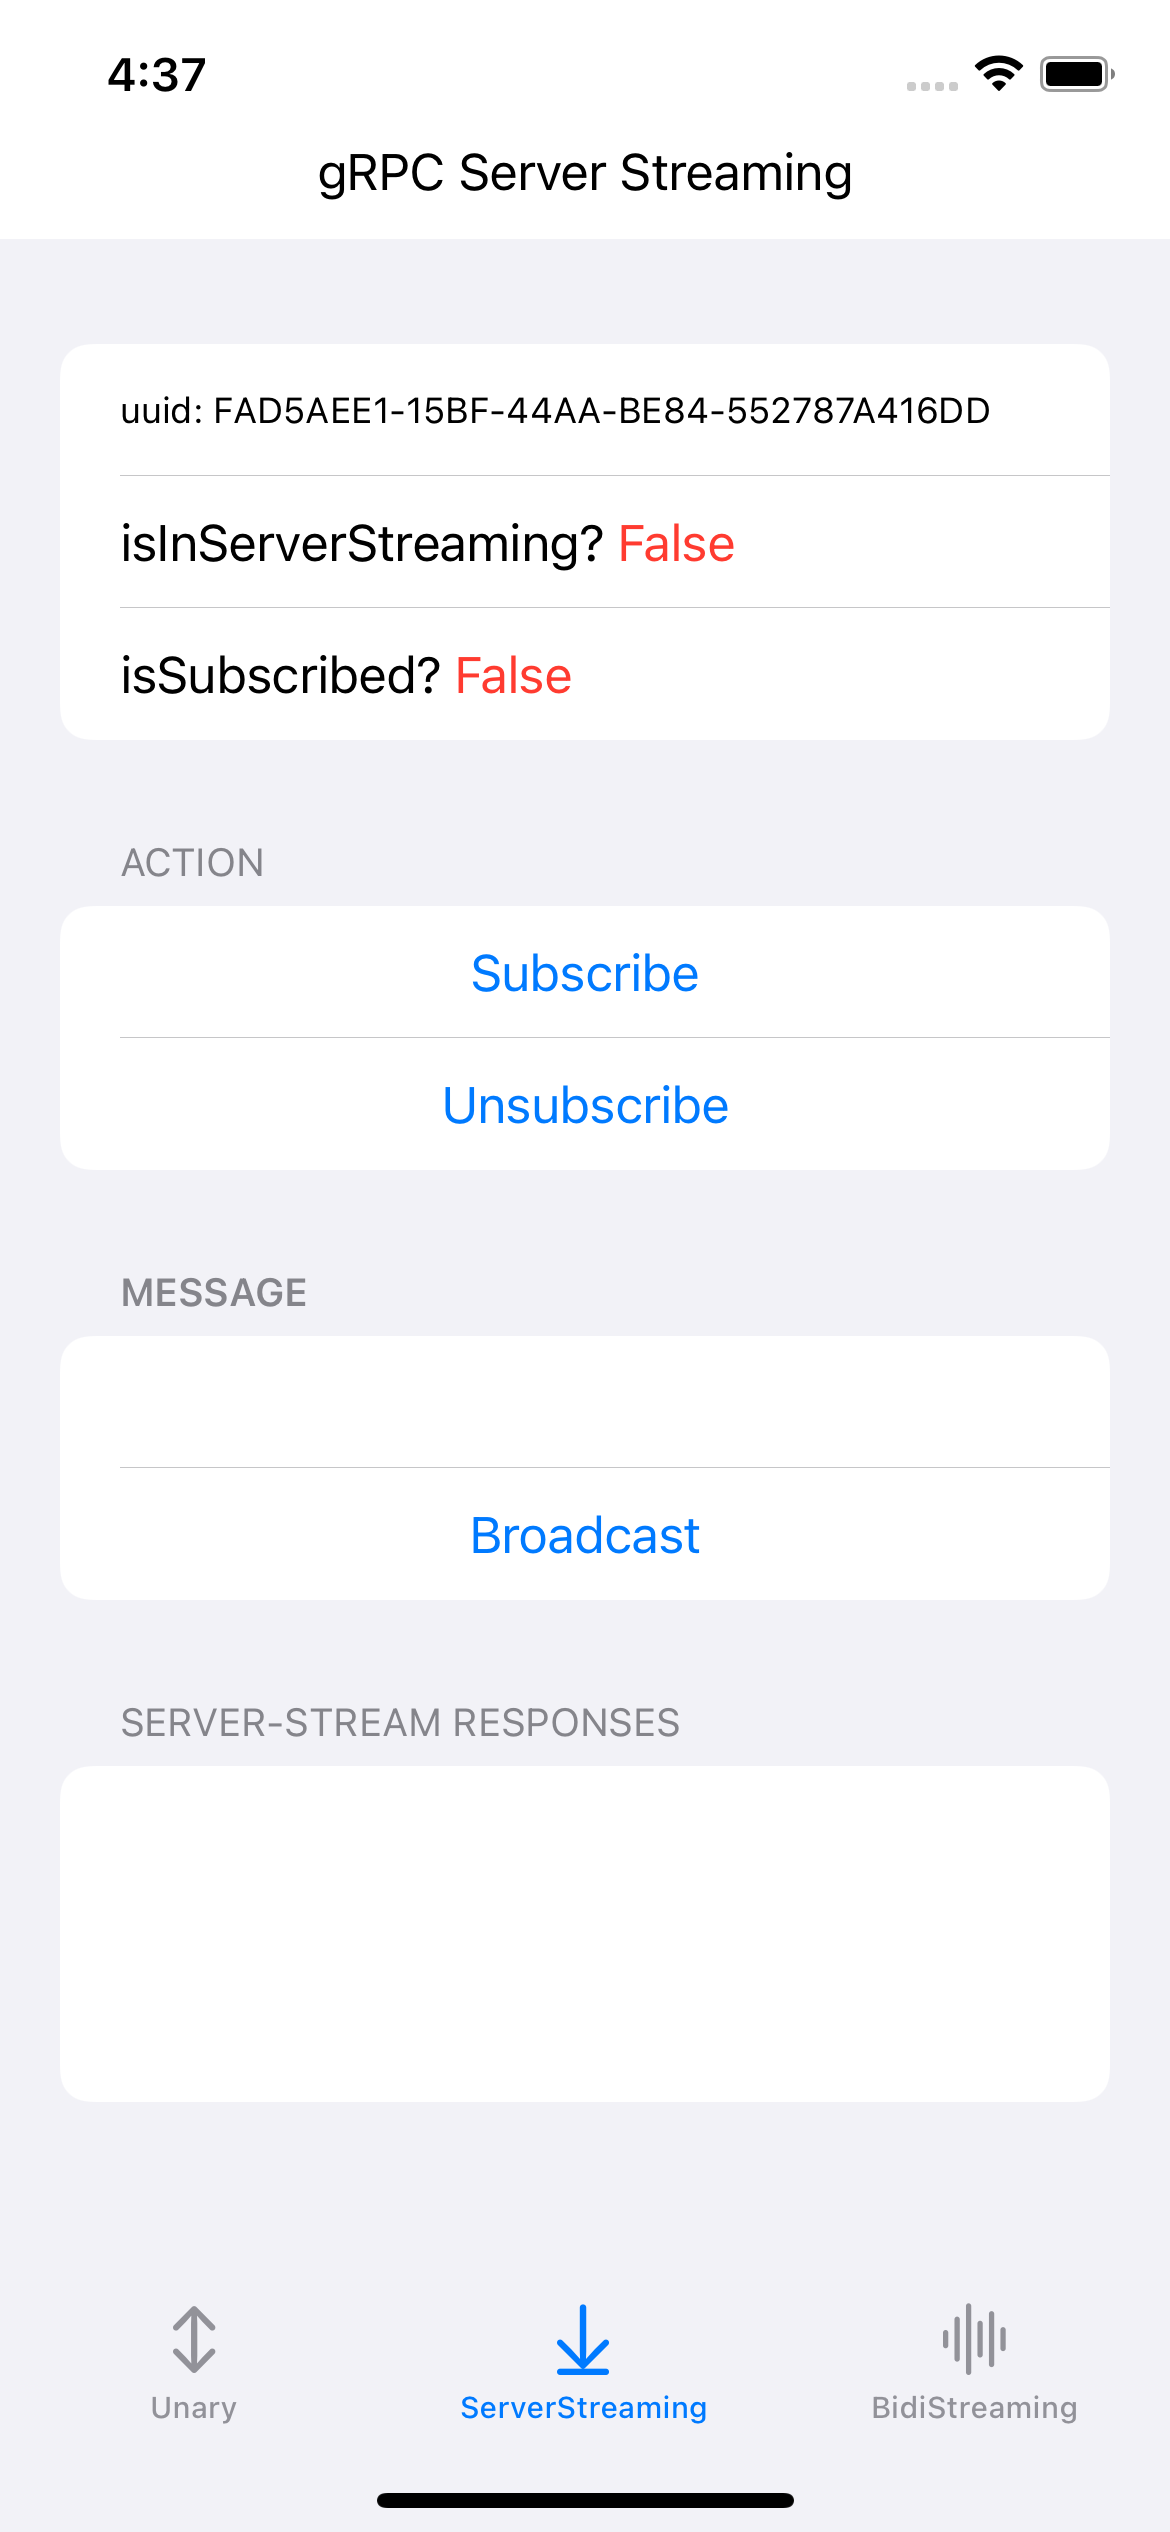 4:37
gRPC Server Streaming
uuid: FAD5AEE1-15BF-44AA-BE84-552787A416DD
isInServerStreaming? False
isSubscribed? False
ACTION
Subscribe
Unsubscribe
MESSAGE
Broadcast
SERVER-STREAM RESPONSES
Unary
ServerStreaming
BidiStreaming